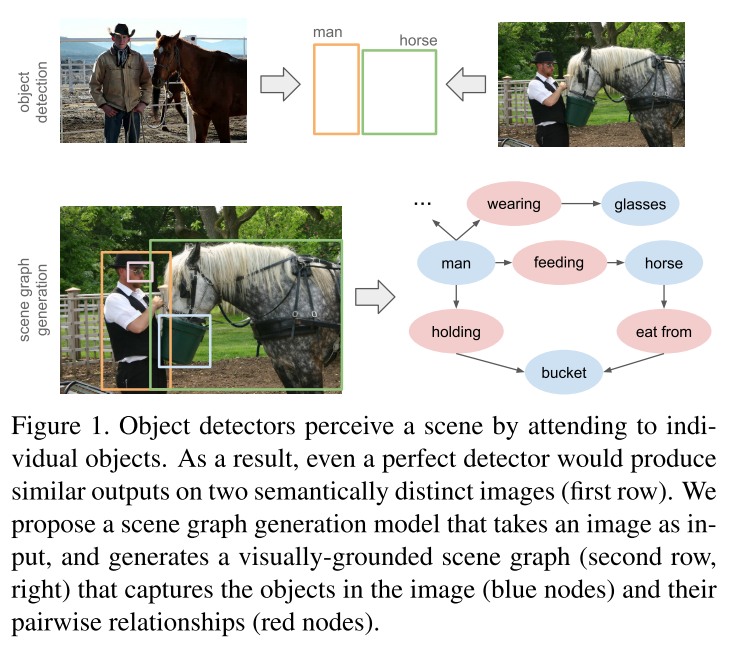 object
detection
man
horse
scene graph
generation
...
wearing
glasses
man
feeding
horse
holding
eat from
bucket
Figure 1. Object detectors perceive a scene by attending to indi-
vidual objects. As a result, even a perfect detector would produce
similar outputs on two semantically distinct images (first row). We
propose a scene graph generation model that takes an image as in-
put, and generates a visually-grounded scene graph (second row,
right) that captures the objects in the image (blue nodes) and their
pairwise relationships (red nodes).